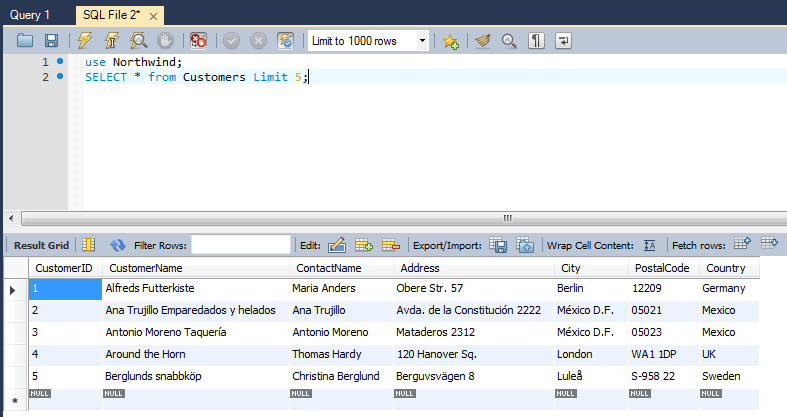 Query 1 SQL File 2* ×
Limit to 1000 rows
1 use Northwind;
2 SELECT * from Customers Limit 5;
Result Grid Filter Rows: Edit: Export/Import: Wrap Cell Content: IA Fetch rows:
CustomerID CustomerName ContactName Address City PostalCode Country
1 Alfreds Futterkiste Maria Anders Obere Str. 57 Berlin 12209 Germany
2 Ana Trujillo Emparedados y helados Ana Trujillo Avda. de la Constitución 2222 México D.F. 05021 Mexico
3 Antonio Moreno Taquería Antonio Moreno Mataderos 2312 México D.F. 05023 Mexico
4 Around the Horn Thomas Hardy 120 Hanover Sq. London WA1 1DP UK
5 Berglunds snabbköp Christina Berglund Berguvsvägen 8 Luleå S-958 22 Sweden
* NULL NULL NULL NULL NULL NULL NULL